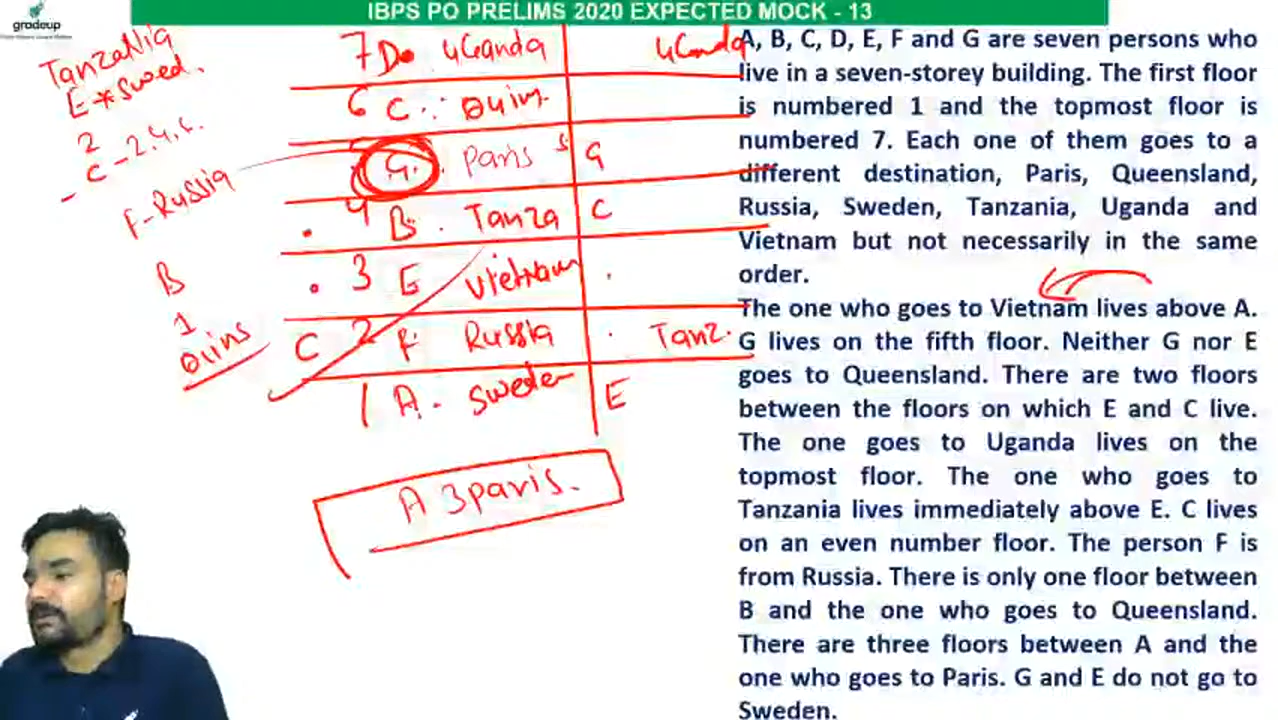 gradeup
IBPS PO PRELIMS 2020 EXPECTED MOCK - 13
TanzaNia
E * swed.
2
C - 2.4.6.
F-Russia
B
1
Quins
7 D. uGanda
uGanda
6 C. Quin.
G. Paris 5 G
4 B. Tanza C
3 E Vietnam
C 2 F Russia Tanz.
1 A. sweden E
A 3 paris.
A, B, C, D, E, F and G are seven persons who
live in a seven-storey building. The first floor
is numbered 1 and the topmost floor is
numbered 7. Each one of them goes to a
different destination, Paris, Queensland,
Russia, Sweden, Tanzania, Uganda and
Vietnam but not necessarily in the same
order.
The one who goes to Vietnam lives above A.
G lives on the fifth floor. Neither G nor E
goes to Queensland. There are two floors
between the floors on which E and C live.
The one goes to Uganda lives on the
topmost floor. The one who goes to
Tanzania lives immediately above E. C lives
on an even number floor. The person F is
from Russia. There is only one floor between
B and the one who goes to Queensland.
There are three floors between A and the
one who goes to Paris. G and E do not go to
Sweden.